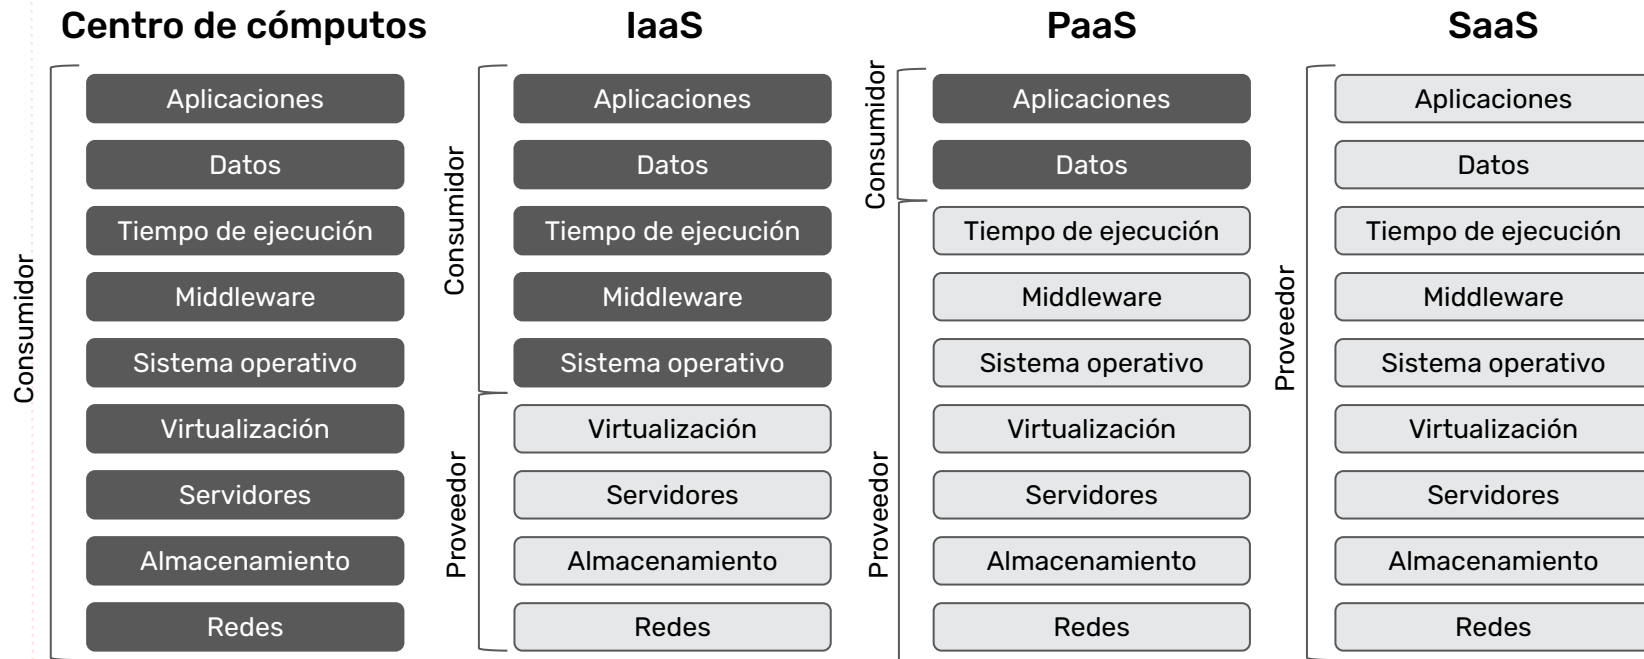 Centro de cómputos
Consumidor
Aplicaciones
Datos
Tiempo de ejecución
Middleware
Sistema operativo
Virtualización
Servidores
Almacenamiento
Redes
IaaS
Consumidor
Aplicaciones
Datos
Tiempo de ejecución
Middleware
Sistema operativo
Proveedor
Virtualización
Servidores
Almacenamiento
Redes
PaaS
Consumidor
Aplicaciones
Datos
Proveedor
Tiempo de ejecución
Middleware
Sistema operativo
Virtualización
Servidores
Almacenamiento
Redes
SaaS
Proveedor
Aplicaciones
Datos
Tiempo de ejecución
Middleware
Sistema operativo
Virtualización
Servidores
Almacenamiento
Redes